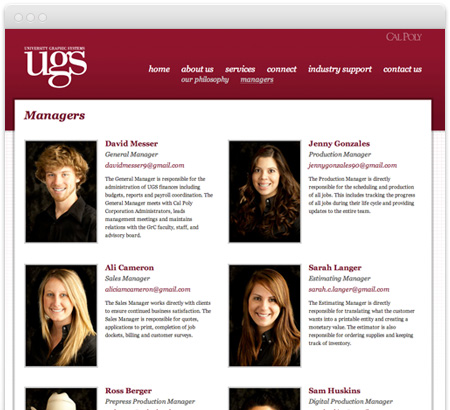 CAL POLY
UNIVERSITY GRAPHIC SYSTEMS
ugs
home about us services connect industry support contact us
our philosophy managers
Managers
David Messer
General Manager
davidmesser9@gmail.com
The General Manager is responsible for the
administration of UGS finances including
budgets, reports and payroll coordination. The
General Manager meets with Cal Poly
Corporation Administrators, leads
management meetings and maintains
relations with the GrC faculty, staff, and
advisory board.
Jenny Gonzales
Production Manager
jennygonzales90@gmail.com
The Production Manager is directly
responsible for the scheduling and production
of all jobs. This includes tracking the progress
of all jobs during their life cycle and providing
updates to the entire team.
Ali Cameron
Sales Manager
aliciamcameron@gmail.com
The Sales Manager works directly with clients
to ensure continued business satisfaction. The
Sales Manager is responsible for quotes,
applications to print, completion of job
dockets, billing and customer surveys.
Sarah Langer
Estimating Manager
sarah.c.langer@gmail.com
The Estimating Manager is directly
responsible for translating what the customer
wants into a printable entity and creating a
monetary value. The estimator is also
responsible for ordering supplies and keeping
track of inventory.
Ross Berger
Prepress Production Manager
Sam Huskins
Digital Production Manager